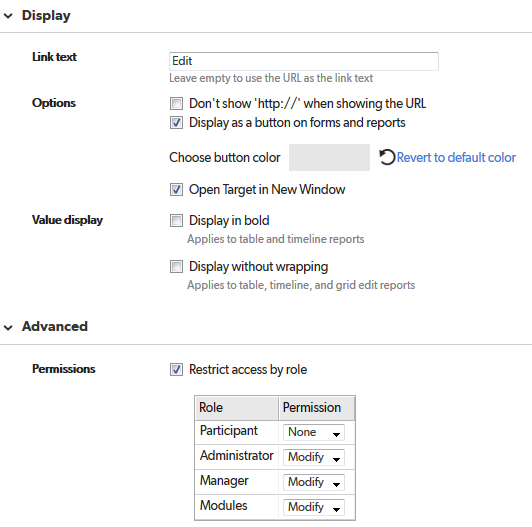 Display
Link text
Edit
Leave empty to use the URL as the link text
Options
Don't show 'http://' when showing the URL
Display as a button on forms and reports
Choose button color
Revert to default color
Open Target in New Window
Value display
Display in bold
Applies to table and timeline reports
Display without wrapping
Applies to table, timeline, and grid edit reports
Advanced
Permissions
Restrict access by role
Role Permission
Participant None
Administrator Modify
Manager Modify
Modules Modify